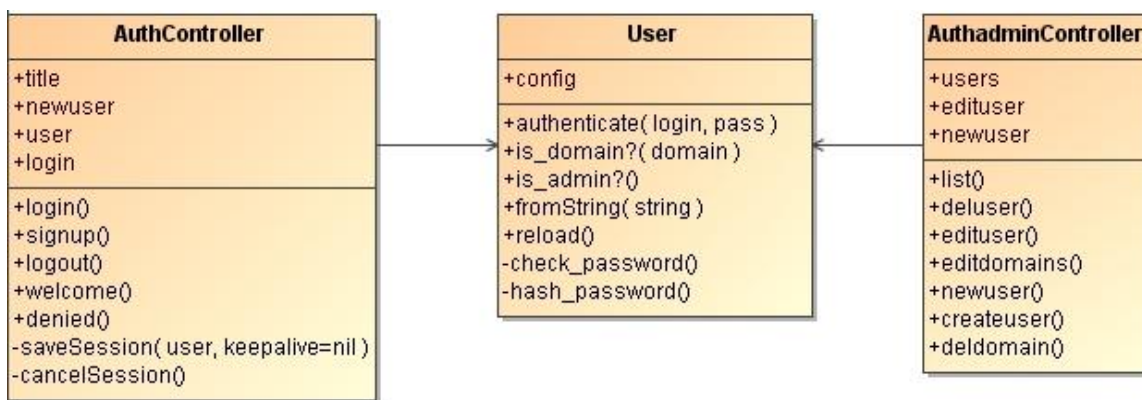 AuthController
+title
+newuser
+user
+login
+login()
+signup()
+logout()
+welcome()
+denied()
-saveSession( user, keepalive=nil )
-cancelSession()
User
+config
+authenticate( login, pass )
+is_domain?( domain )
+is_admin?()
+fromString( string )
+reload()
-check_password()
-hash_password()
AuthadminController
+users
+edituser
+newuser
+list()
+deluser()
+edituser()
+editdomains()
+newuser()
+createuser()
+deldomain()